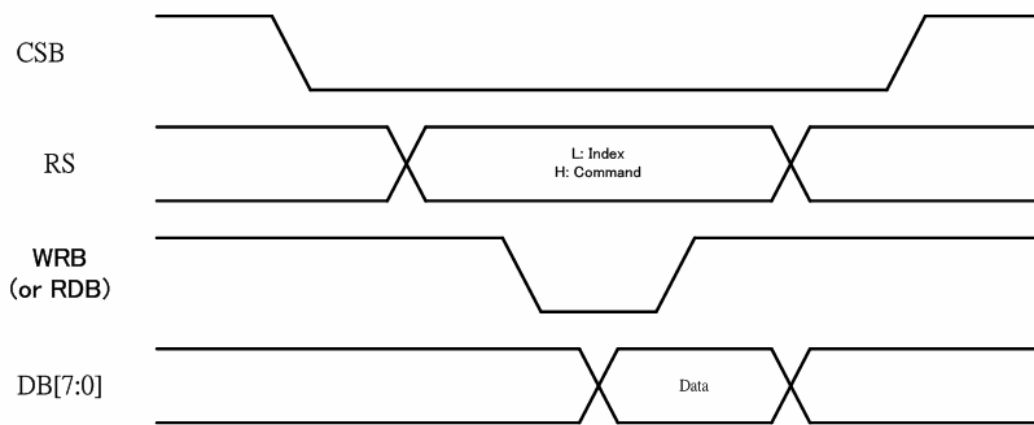 CSB
RS
L: Index
H: Command
WRB
(or RDB)
DB[7:0]
Data